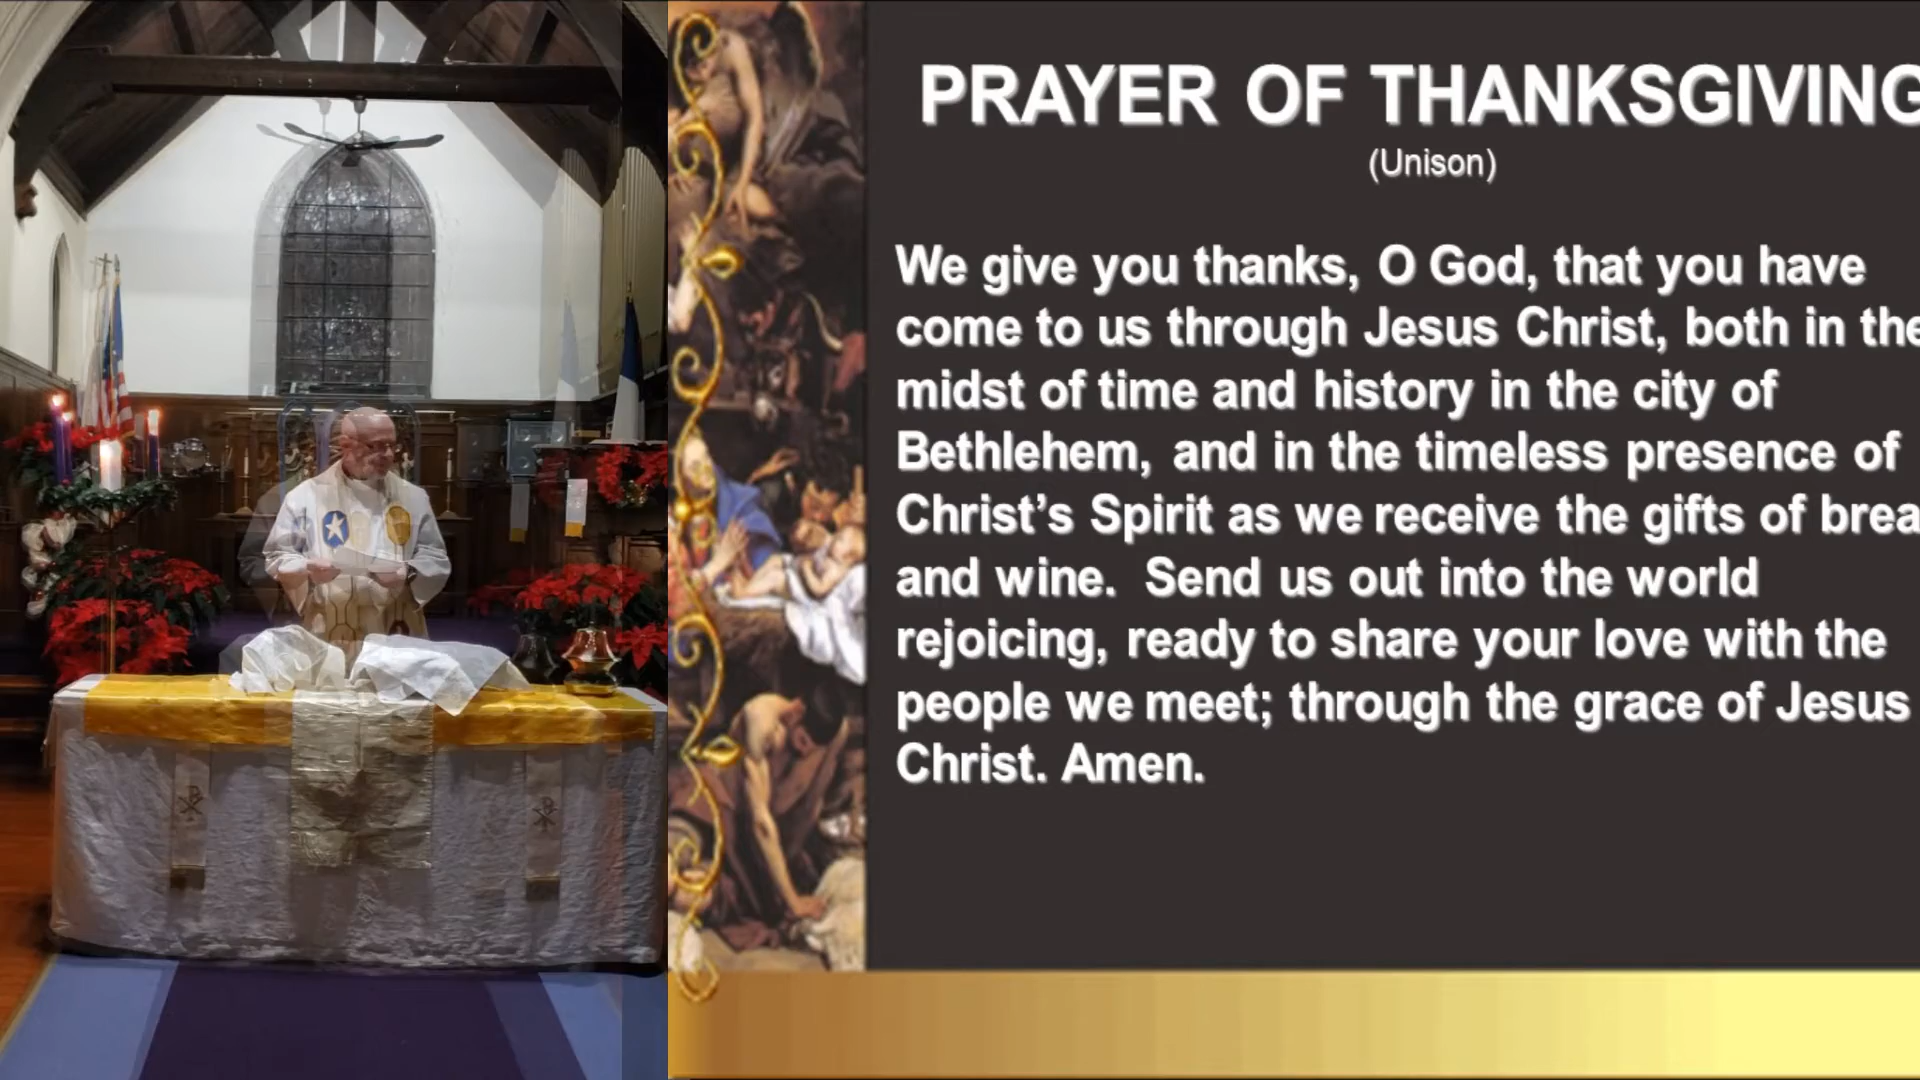 PRAYER OF THANKSGIVING
(Unison)
We give you thanks, O God, that you have
come to us through Jesus Christ, both in the
midst of time and history in the city of
Bethlehem, and in the timeless presence of
Christ’s Spirit as we receive the gifts of brea
and wine. Send us out into the world
rejoicing, ready to share your love with the
people we meet; through the grace of Jesus
Christ. Amen.